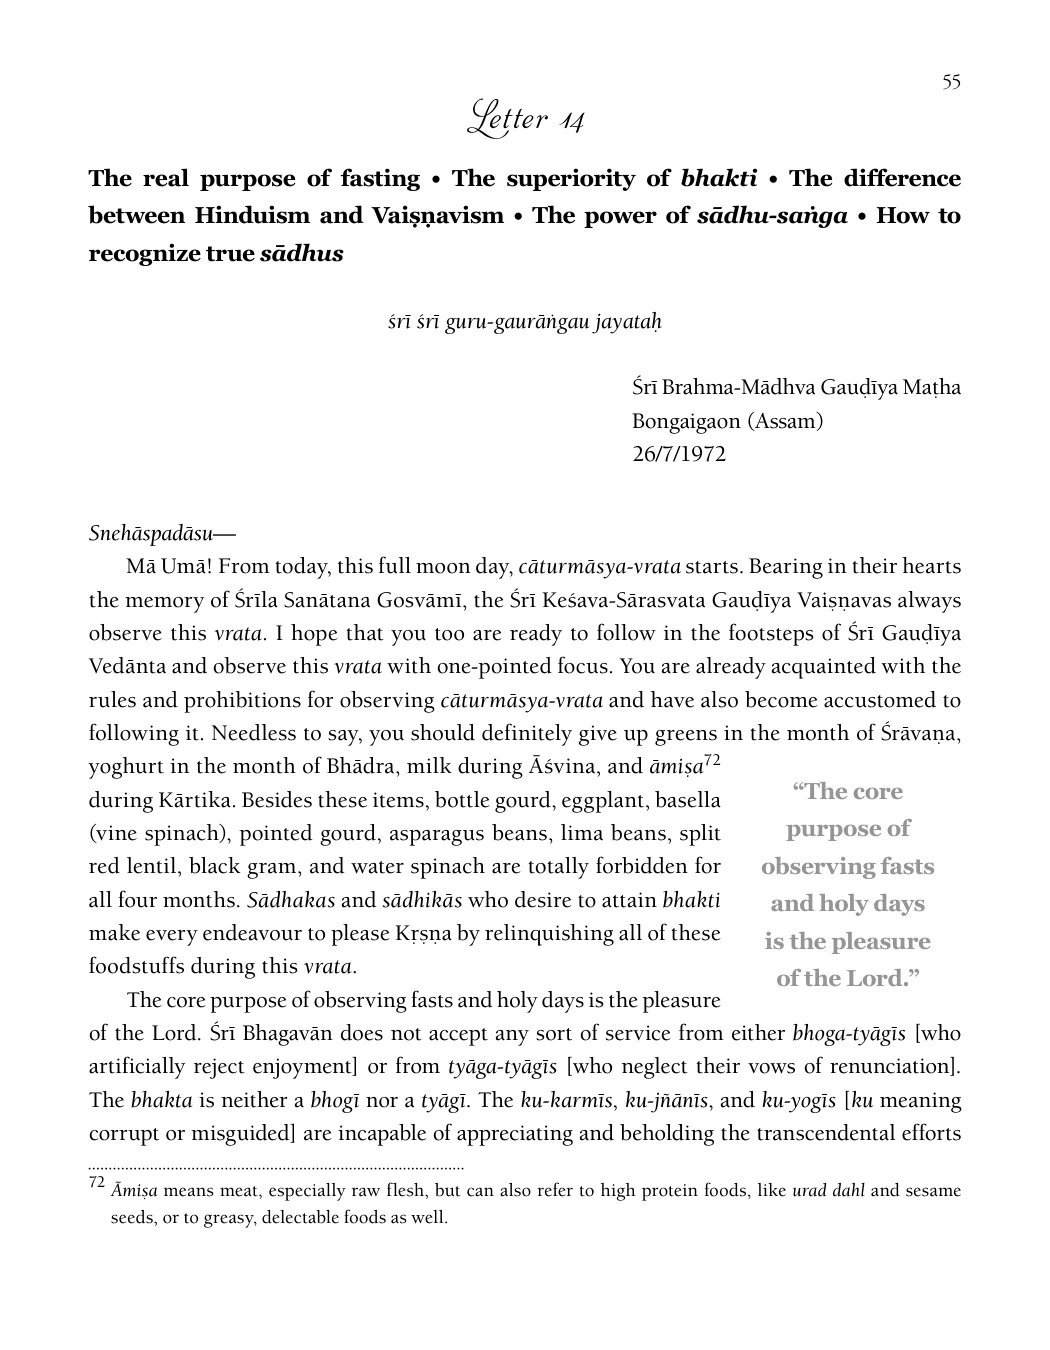 55
Letter 14
The real purpose of fasting • The superiority of bhakti • The difference
between Hinduism and Vaiṣṇavism • The power of sādhu-saṅga • How to
recognize true sādhus
śrī śrī guru-gaurāṅgau jayataḥ
Śrī Brahma-Mādhva Gauḍīya Maṭha
Bongaigaon (Assam)
26/7/1972
Snehāspadāsu—
Mā Umā! From today, this full moon day, cāturmāsya-vrata starts. Bearing in their hearts
the memory of Śrīla Sanātana Gosvāmī, the Śrī Keśava-Sārasvata Gauḍīya Vaiṣṇavas always
observe this vrata. I hope that you too are ready to follow in the footsteps of Śrī Gauḍīya
Vedānta and observe this vrata with one-pointed focus. You are already acquainted with the
rules and prohibitions for observing cāturmāsya-vrata and have also become accustomed to
following it. Needless to say, you should definitely give up greens in the month of Śrāvaṇa,
yoghurt in the month of Bhādra, milk during Āśvina, and āmiṣa72
during Kārtika. Besides these items, bottle gourd, eggplant, basella
(vine spinach), pointed gourd, asparagus beans, lima beans, split
red lentil, black gram, and water spinach are totally forbidden for
all four months. Sādhakas and sādhikās who desire to attain bhakti
make every endeavour to please Kṛṣṇa by relinquishing all of these
foodstuffs during this vrata.
“The core
purpose of
observing fasts
and holy days
is the pleasure
of the Lord.”
The core purpose of observing fasts and holy days is the pleasure
of the Lord. Śrī Bhagavān does not accept any sort of service from either bhoga-tyāgīs [who
artificially reject enjoyment] or from tyāga-tyāgīs [who neglect their vows of renunciation].
The bhakta is neither a bhogī nor a tyāgī. The ku-karmīs, ku-jñānīs, and ku-yogīs [ku meaning
corrupt or misguided] are incapable of appreciating and beholding the transcendental efforts
72 Āmiṣa means meat, especially raw flesh, but can also refer to high protein foods, like urad dahl and sesame
seeds, or to greasy, delectable foods as well.